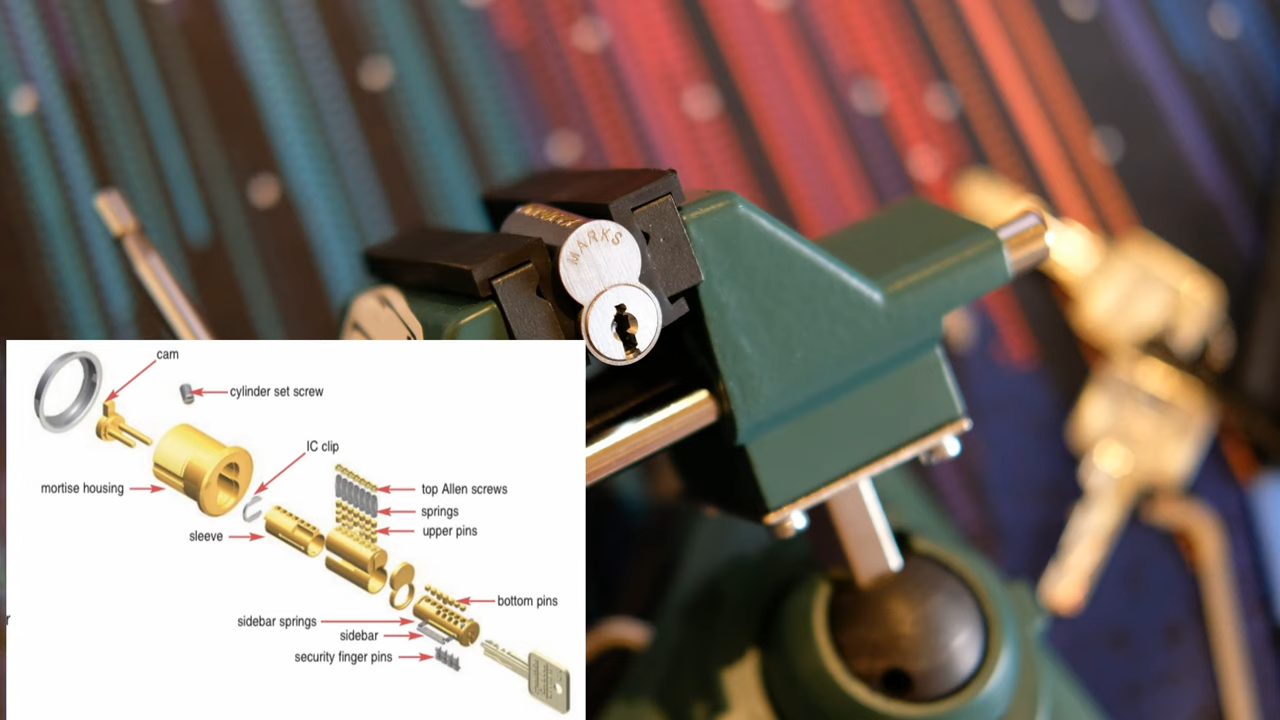 MARKS
cam
cylinder set screw
IC clip
mortise housing
top Allen screws
springs
upper pins
sleeve
bottom pins
sidebar springs
sidebar
security finger pins